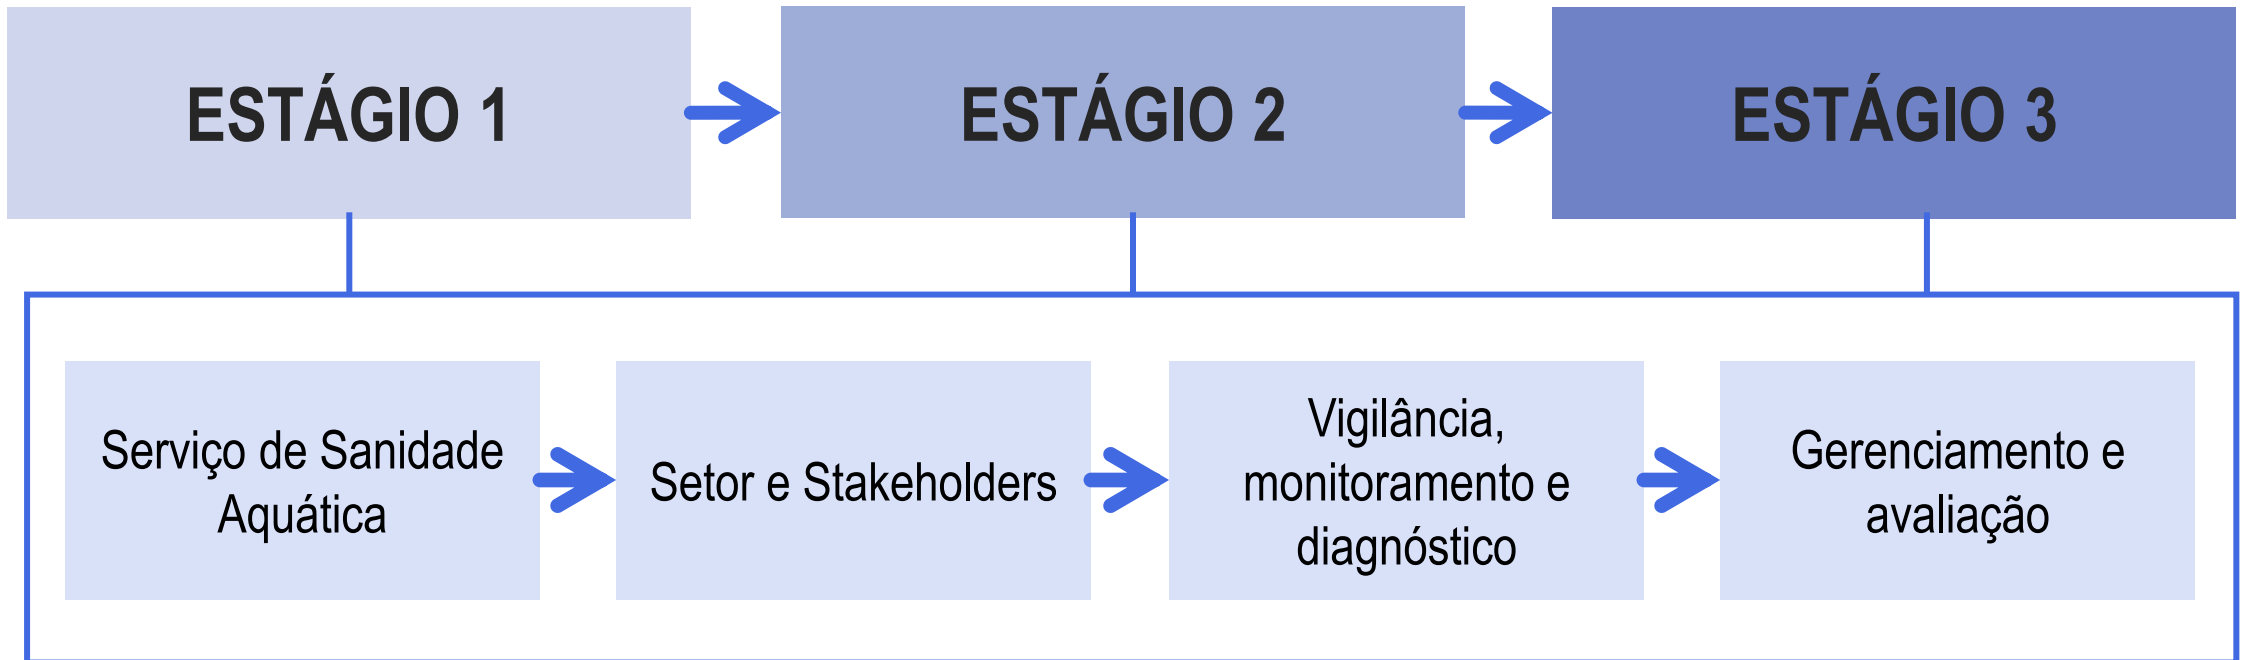 ESTÁGIO 1
ESTÁGIO 2
ESTÁGIO 3
Serviço de Sanidade
Aquática
Setor e Stakeholders
Vigilância,
monitoramento e
diagnóstico
Gerenciamento e
avaliação